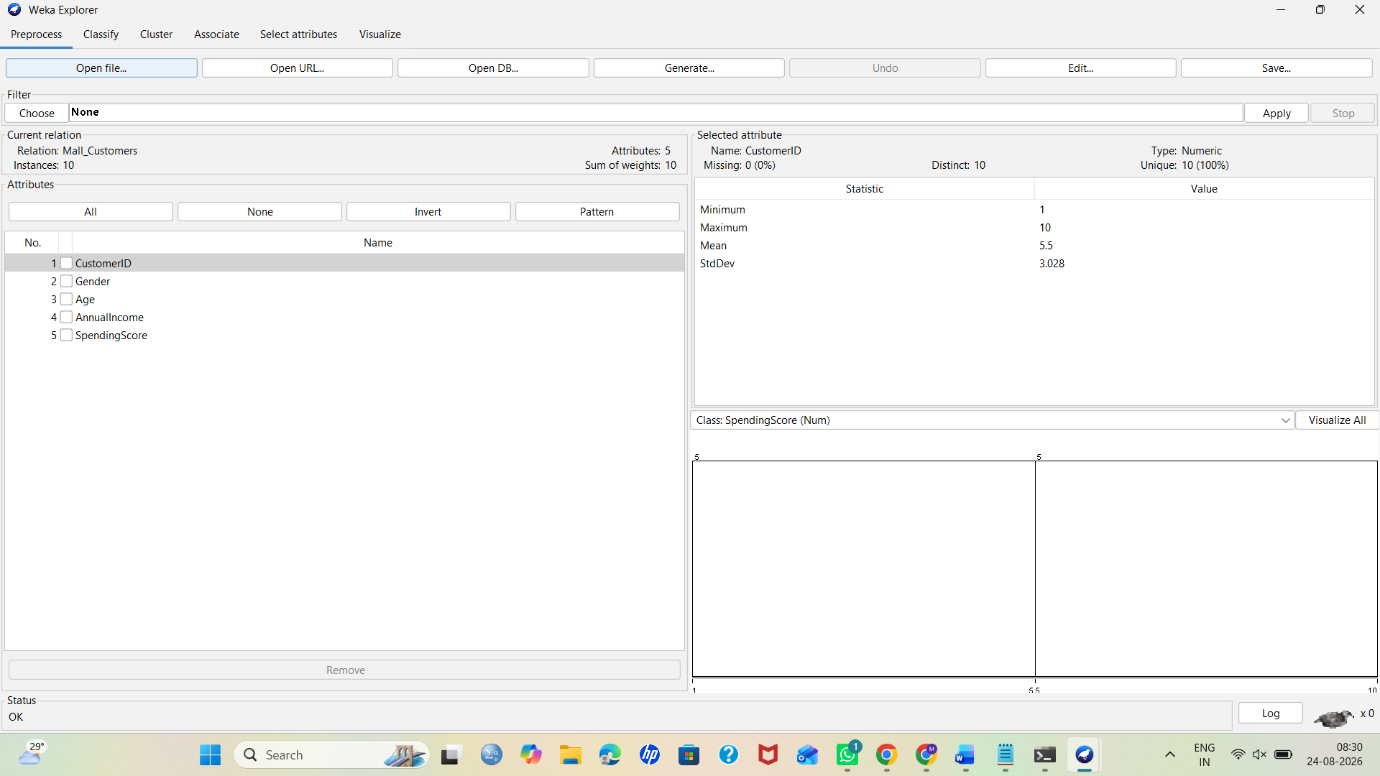 Weka Explorer
Preprocess Classify Cluster Associate Select attributes Visualize
Open file... Open URL... Open DB... Generate... Undo Edit... Save...
Filter
Choose None Apply Stop
Current relation
Relation: Mall_Customers Attributes: 5
Instances: 10 Sum of weights: 10
Attributes
All None Invert Pattern
No. Name
1 CustomerID
2 Gender
3 Age
4 AnnualIncome
5 SpendingScore
Remove
Selected attribute
Name: CustomerID Type: Numeric
Missing: 0 (0%) Distinct: 10 Unique: 10 (100%)
Statistic Value
Minimum 1
Maximum 10
Mean 5.5
StdDev 3.028
Class: SpendingScore (Num) Visualize All
5 5
1 5.5 10
Status
OK
Log x 0
29°
Search
hp
1
M
ENG
IN
08:30
24-08-2026